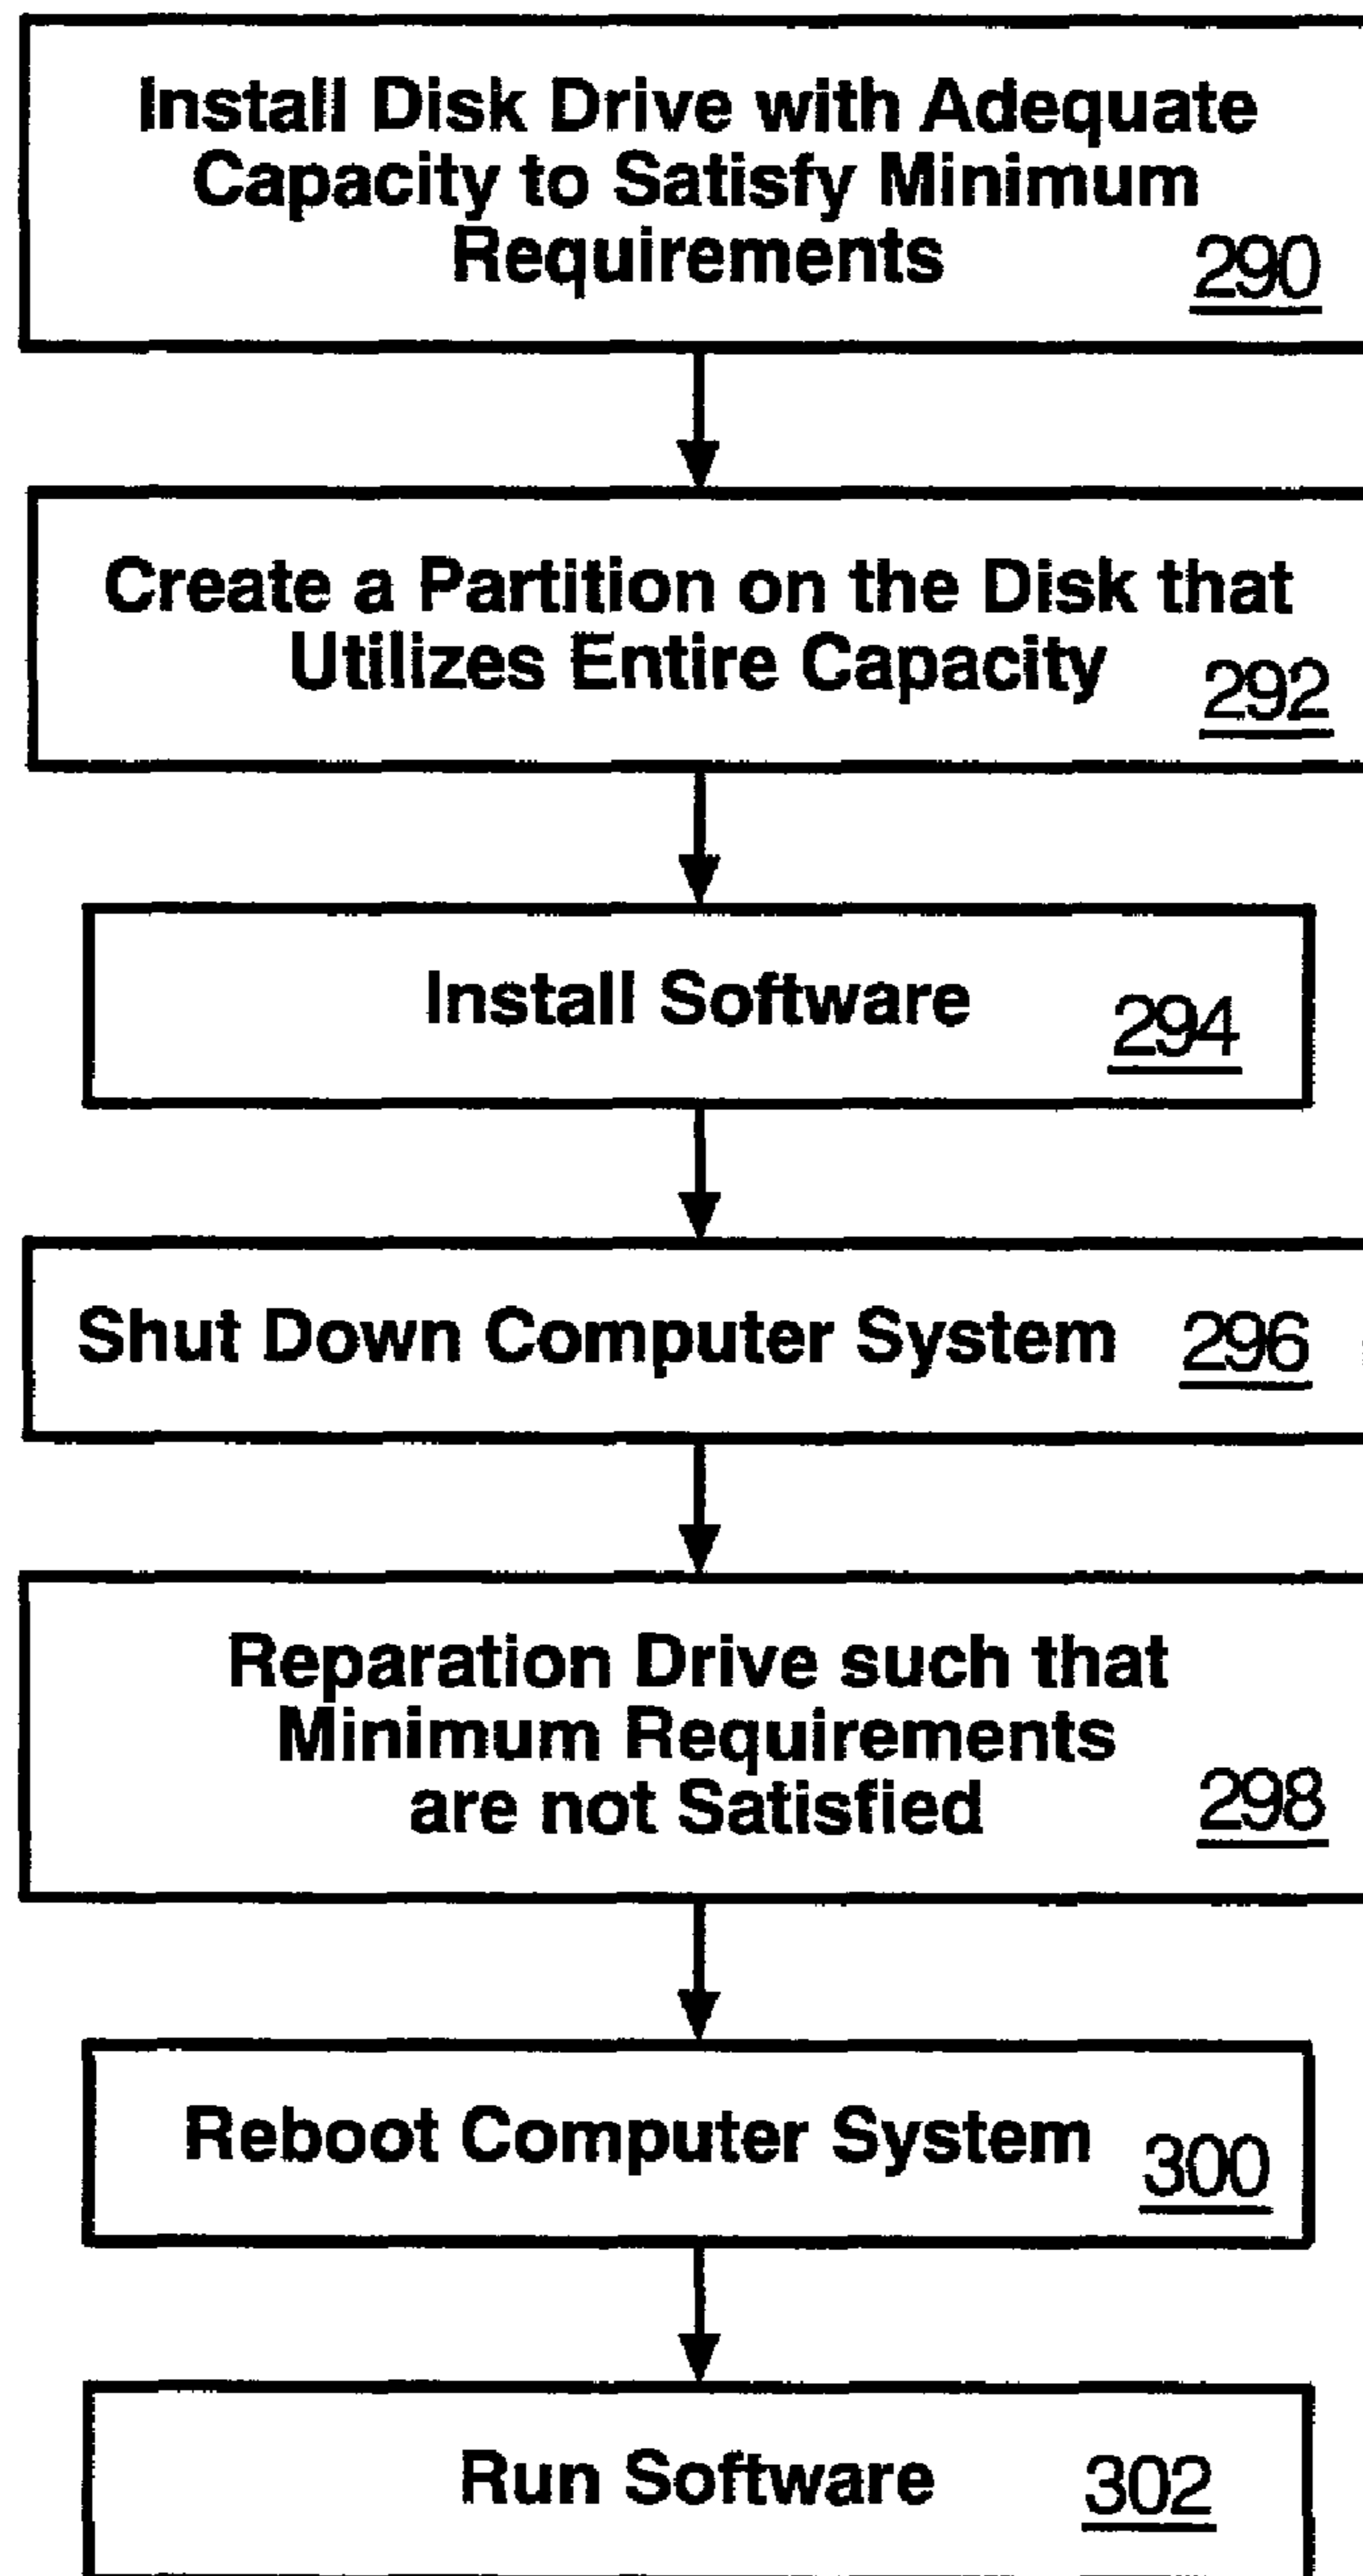 Install Disk Drive with Adequate
Capacity to Satisfy Minimum
Requirements
290
Create a Partition on the Disk that
Utilizes Entire Capacity
292
Install Software
294
Shut Down Computer System 296
Reparation Drive such that
Minimum Requirements
are not Satisfied
298
Reboot Computer System
300
Run Software
302